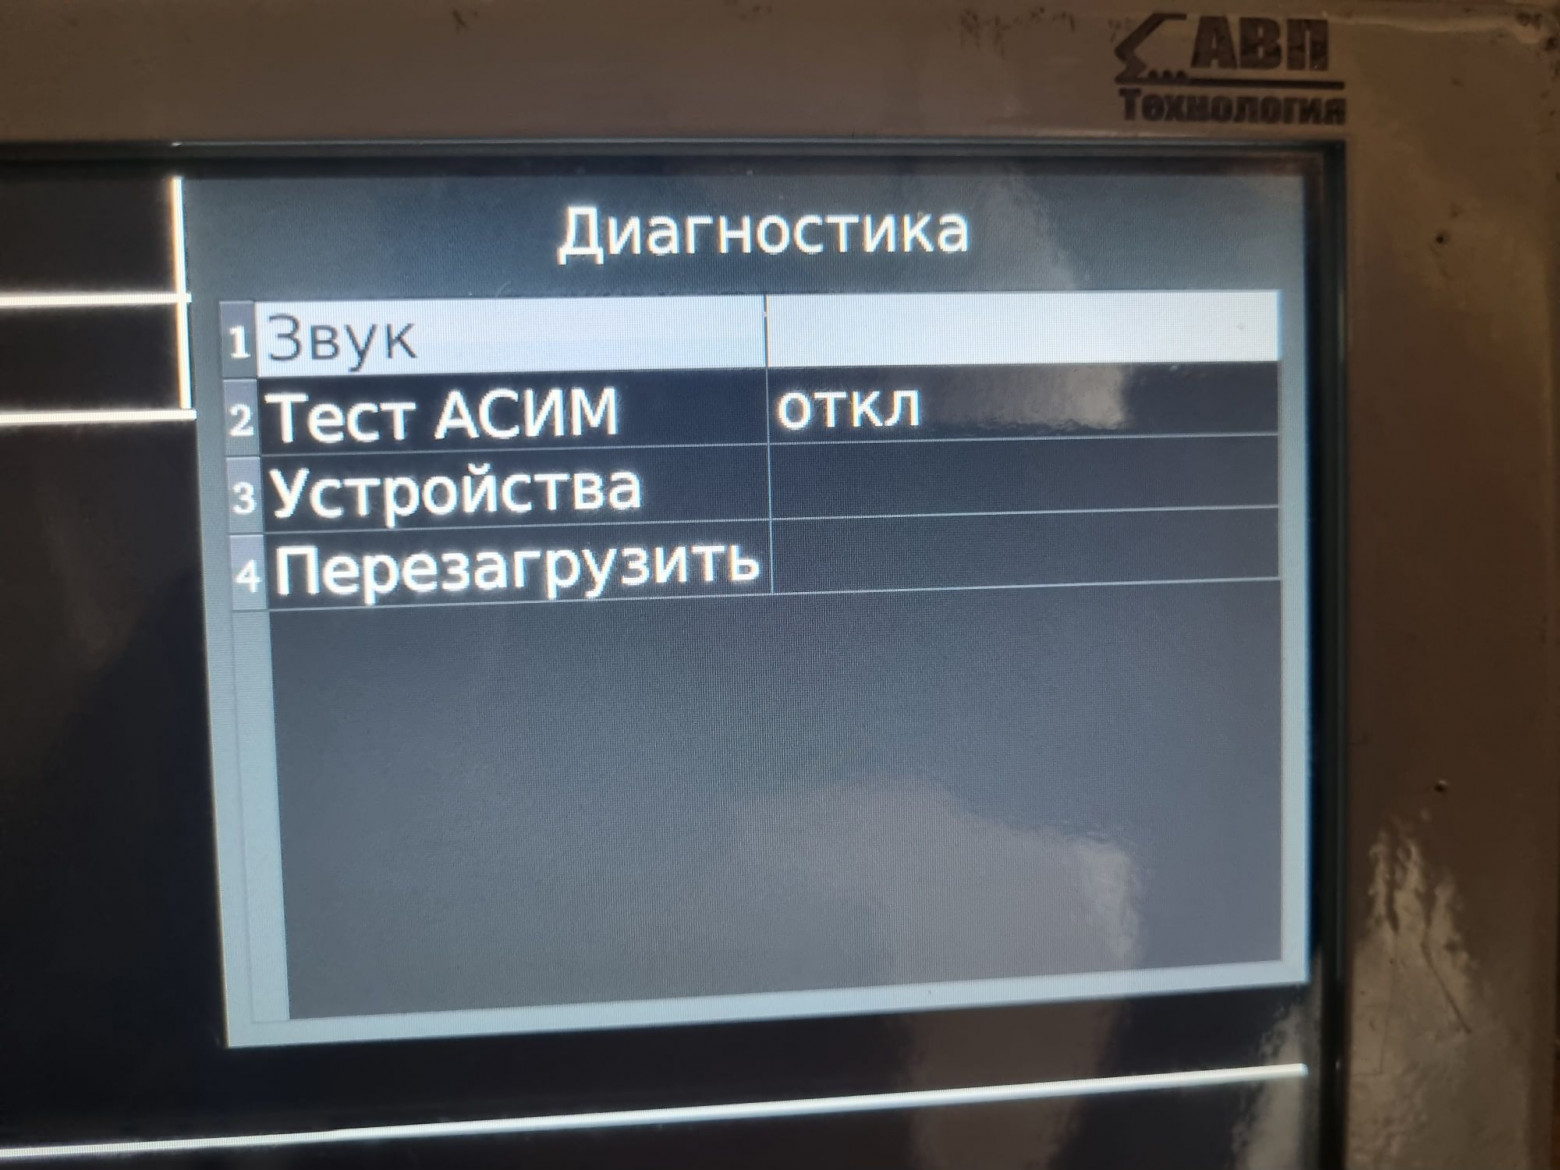 АВП
Технология
Диагностика
1 Звук
2 Тест АСИМ откл
3 Устройства
4 Перезагрузить